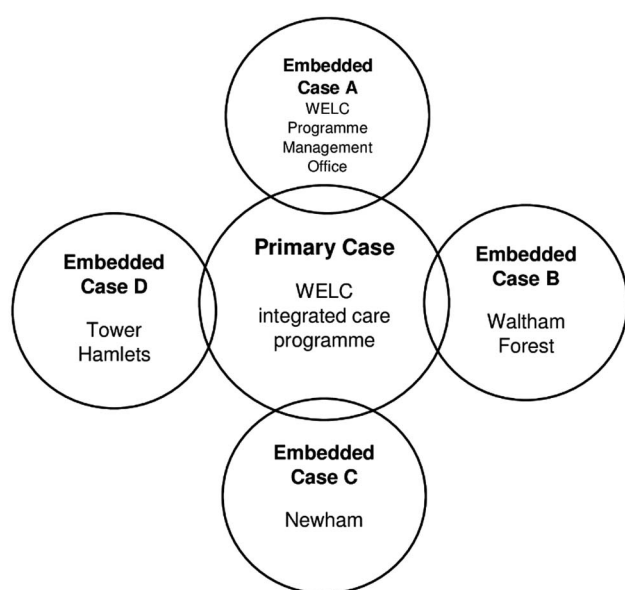 Embedded
Case A
WELC
Programme
Management
Office
Primary Case
WELC
integrated care
programme
Embedded
Case D
Tower
Hamlets
Embedded
Case B
Waltham
Forest
Embedded
Case C
Newham